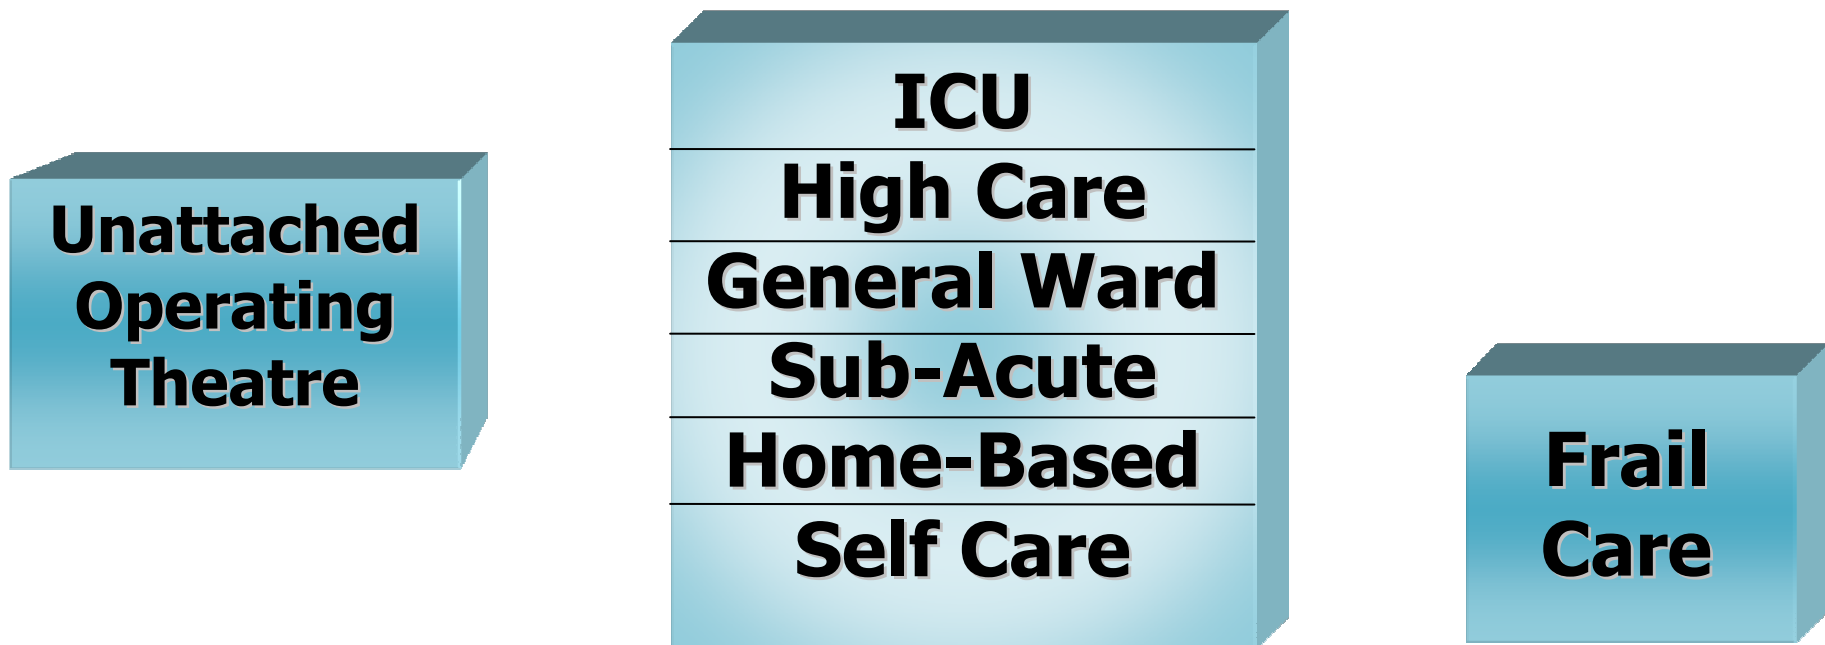 Unattached
Operating
Theatre
ICU
High Care
General Ward
Sub-Acute
Home-Based
Self Care
Frail
Care